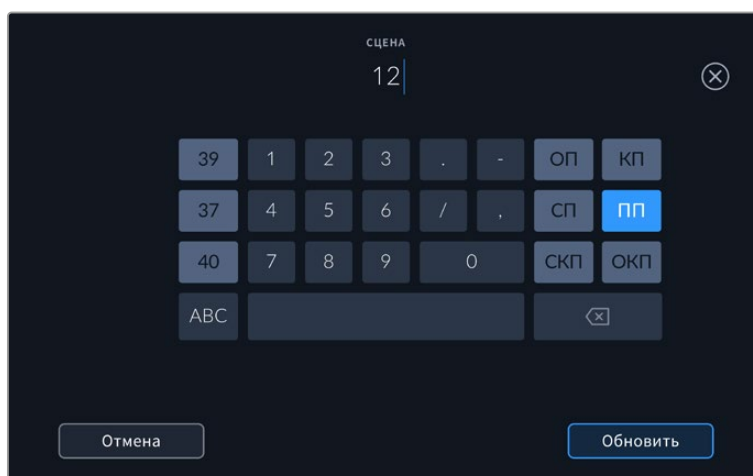 СЦЕНА
12
39 1 2 3 . - ОП КП
37 4 5 6 / , СП ПП
40 7 8 9 0 СКП ОКП
ABC
Отмена Обновить